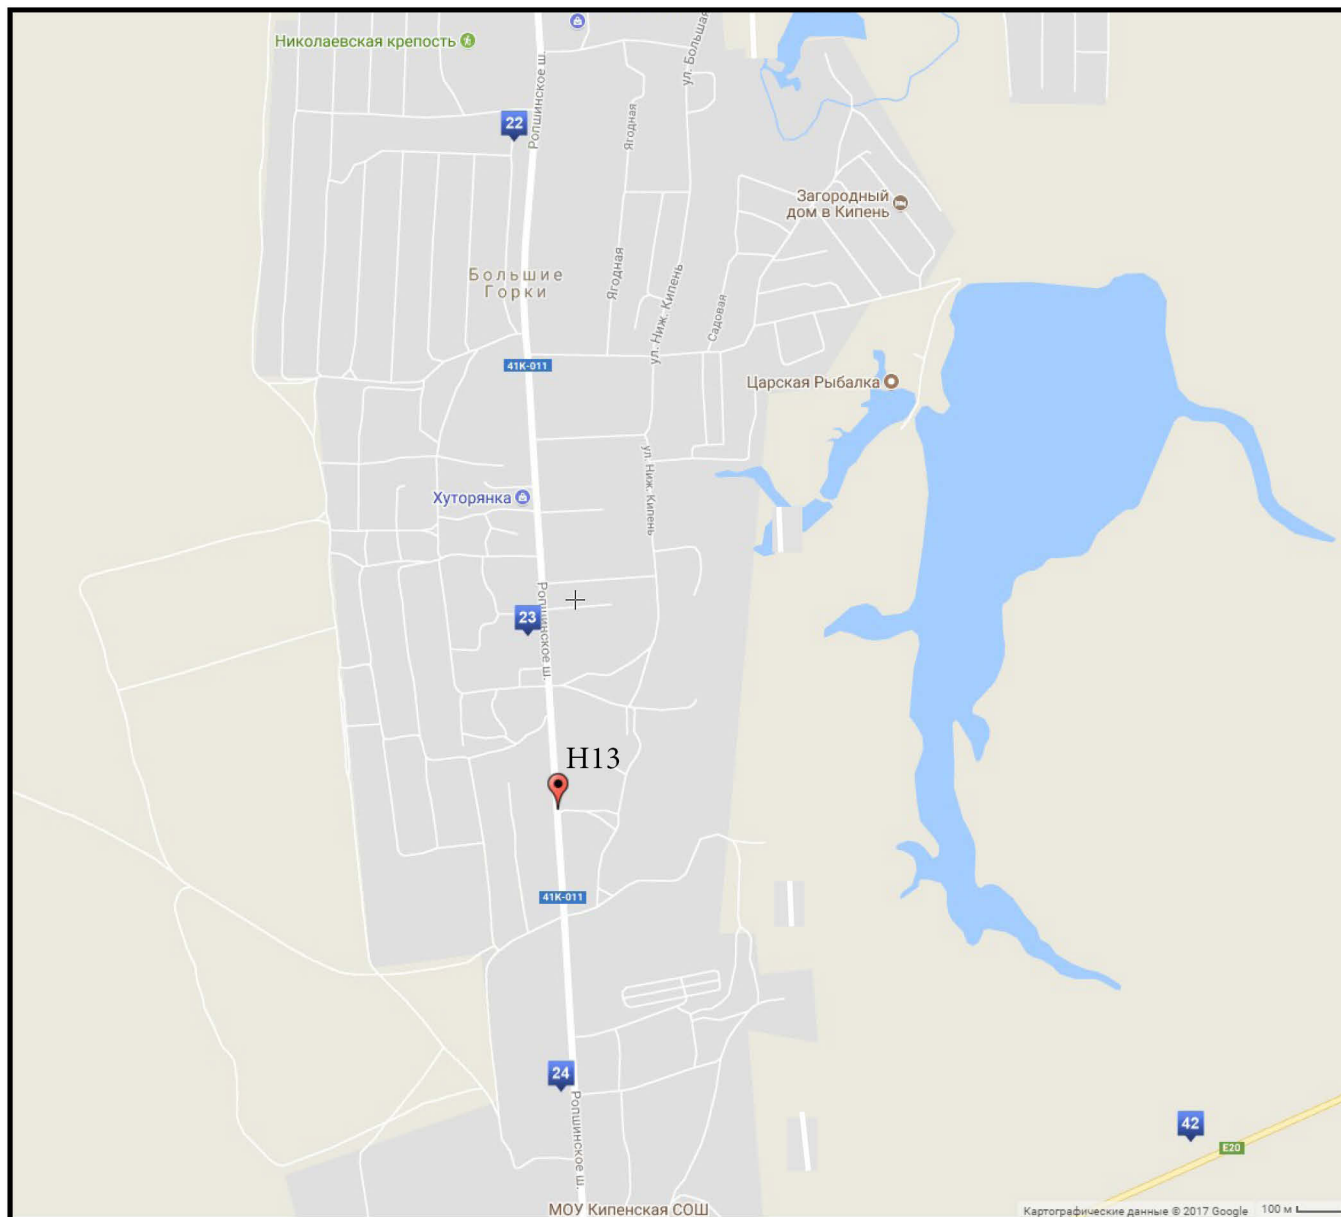 Николаевская крепость
Ропшинское ш.
ул. Большая
22
Ягодная
Загородный
дом в Кипень
Большие
Горки
Ягодная
ул. Ниж. Кипень
Садовая
41К-011
Царская Рыбалка
ул. Ниж. Кипень
Хуторянка
Ропшинское ш.
23
H13
41К-011
24
Ропшинское ш.
42
E20
МОУ Кипенская СОШ
Картографические данные © 2017 Google 100 м